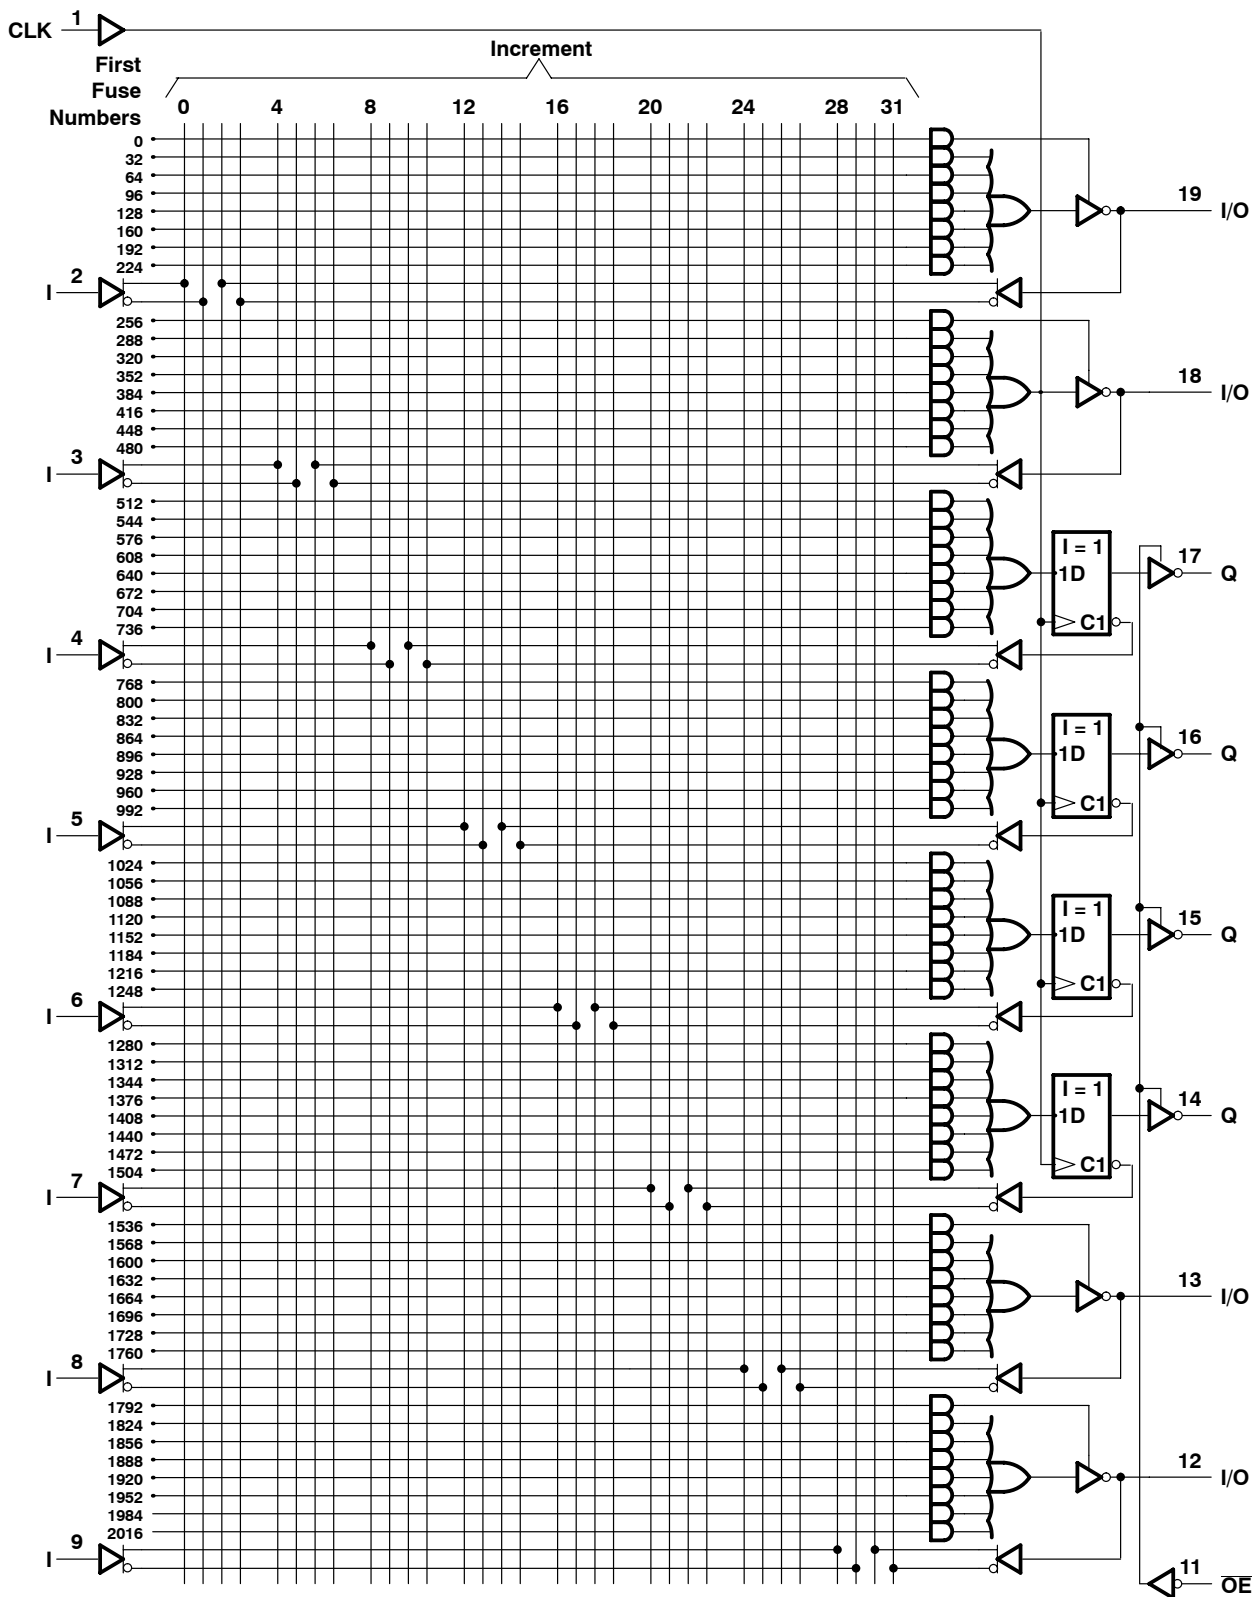 CLK 1
Increment
First
Fuse
Numbers
0 4 8 12 16 20 24 28 31
0
32
64
96
128
160
192
224
19 I/O
I 2
256
288
320
352
384
416
448
480
18 I/O
I 3
512
544
576
608
640
672
704
736
I = 1
1D
C1
17 Q
I 4
768
800
832
864
896
928
960
992
I = 1
1D
C1
16 Q
I 5
1024
1056
1088
1120
1152
1184
1216
1248
I = 1
1D
C1
15 Q
I 6
1280
1312
1344
1376
1408
1440
1472
1504
I = 1
1D
C1
14 Q
I 7
1536
1568
1600
1632
1664
1696
1728
1760
13 I/O
I 8
1792
1824
1856
1888
1920
1952
1984
2016
12 I/O
I 9
11 O̅E̅